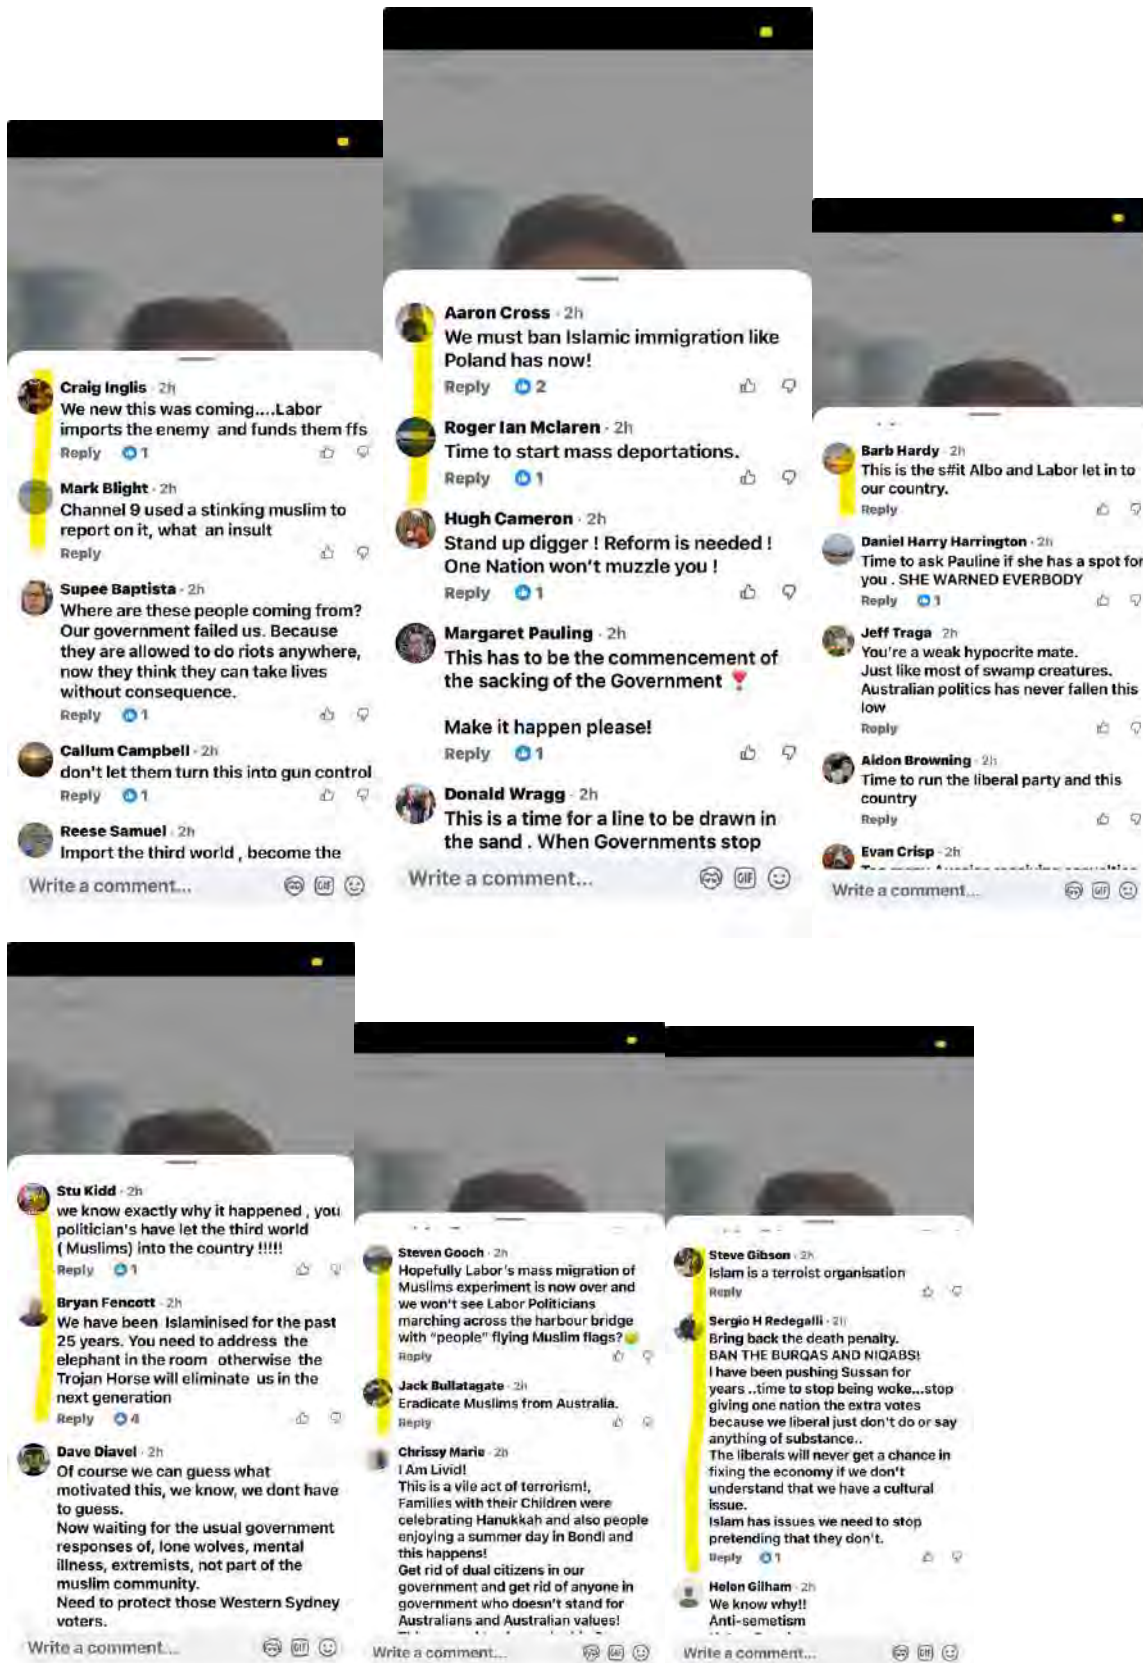 Craig Inglis · 2h
We new this was coming....Labor
imports the enemy and funds them ffs
Reply 1
Mark Blight · 2h
Channel 9 used a stinking muslim to
report on it, what an insult
Reply
Supee Baptista · 2h
Where are these people coming from?
Our government failed us. Because
they are allowed to do riots anywhere,
now they think they can take lives
without consequence.
Reply 1
Callum Campbell · 2h
don't let them turn this into gun control
Reply 1
Reese Samuel · 2h
Import the third world , become the
Write a comment...
GIF
Aaron Cross · 2h
We must ban Islamic immigration like
Poland has now!
Reply 2
Roger Ian Mclaren · 2h
Time to start mass deportations.
Reply 1
Hugh Cameron · 2h
Stand up digger ! Reform is needed !
One Nation won't muzzle you !
Reply 1
Margaret Pauling · 2h
This has to be the commencement of
the sacking of the Government ❣️
Make it happen please!
Reply 1
Donald Wragg · 2h
This is a time for a line to be drawn in
the sand . When Governments stop
Write a comment...
GIF
Barb Hardy · 2h
This is the s#it Albo and Labor let in to
our country.
Reply
Daniel Harry Harrington · 2h
Time to ask Pauline if she has a spot for
you . SHE WARNED EVERBODY
Reply 1
Jeff Traga · 2h
You're a weak hypocrite mate.
Just like most of swamp creatures.
Australian politics has never fallen this
low
Reply
Aidon Browning · 2h
Time to run the liberal party and this
country
Reply
Evan Crisp · 2h
Write a comment...
GIF
Stu Kidd · 2h
we know exactly why it happened , you
politician's have let the third world
( Muslims) into the country !!!!!
Reply 1
Bryan Fencott · 2h
We have been Islaminised for the past
25 years. You need to address the
elephant in the room otherwise the
Trojan Horse will eliminate us in the
next generation
Reply 4
Dave Diavel · 2h
Of course we can guess what
motivated this, we know, we dont have
to guess.
Now waiting for the usual government
responses of, lone wolves, mental
illness, extremists, not part of the
muslim community.
Need to protect those Western Sydney
voters.
Write a comment...
GIF
Steven Gooch · 2h
Hopefully Labor's mass migration of
Muslims experiment is now over and
we won't see Labor Politicians
marching across the harbour bridge
with "people" flying Muslim flags?
Reply
Jack Bullatagate · 2h
Eradicate Muslims from Australia.
Reply
Chrissy Marie · 2h
I Am Livid!
This is a vile act of terrorism!,
Families with their Children were
celebrating Hanukkah and also people
enjoying a summer day in Bondi and
this happens!
Get rid of dual citizens in our
government and get rid of anyone in
government who doesn't stand for
Australians and Australian values!
Write a comment...
GIF
Steve Gibson · 2h
Islam is a terroist organisation
Reply
Sergio H Redegalli · 2h
Bring back the death penalty.
BAN THE BURQAS AND NIQABS!
I have been pushing Sussan for
years ..time to stop being woke...stop
giving one nation the extra votes
because we liberal just don't do or say
anything of substance..
The liberals will never get a chance in
fixing the economy if we don't
understand that we have a cultural
issue.
Islam has issues we need to stop
pretending that they don't.
Reply 1
Helen Gilham · 2h
We know why!!
Anti-semetism
Write a comment...
GIF